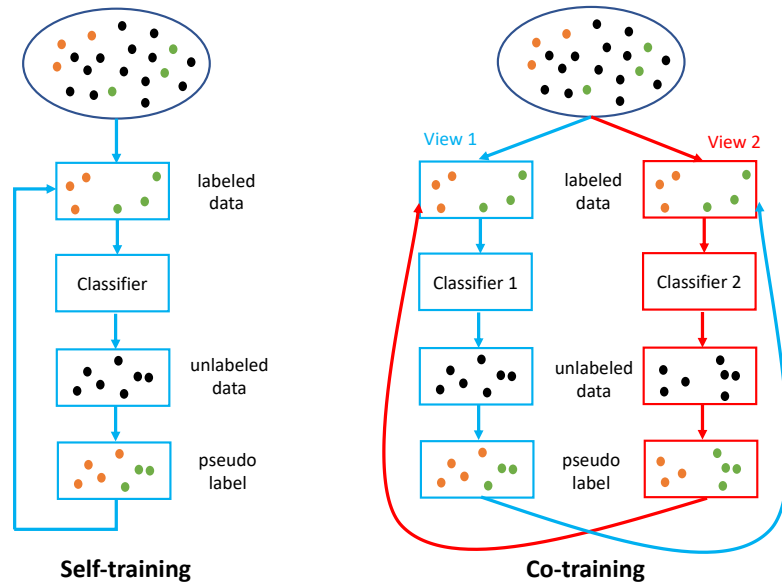 labeled
data
Classifier
unlabeled
data
pseudo
label
Self-training
View 1
View 2
labeled
data
Classifier 1
Classifier 2
unlabeled
data
pseudo
label
Co-training